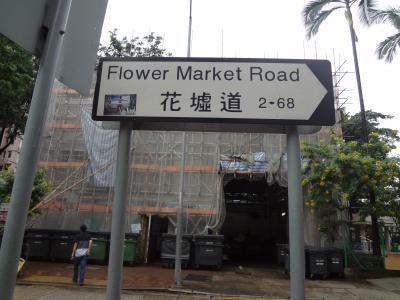 Flower Market Road
花墟道 2-68